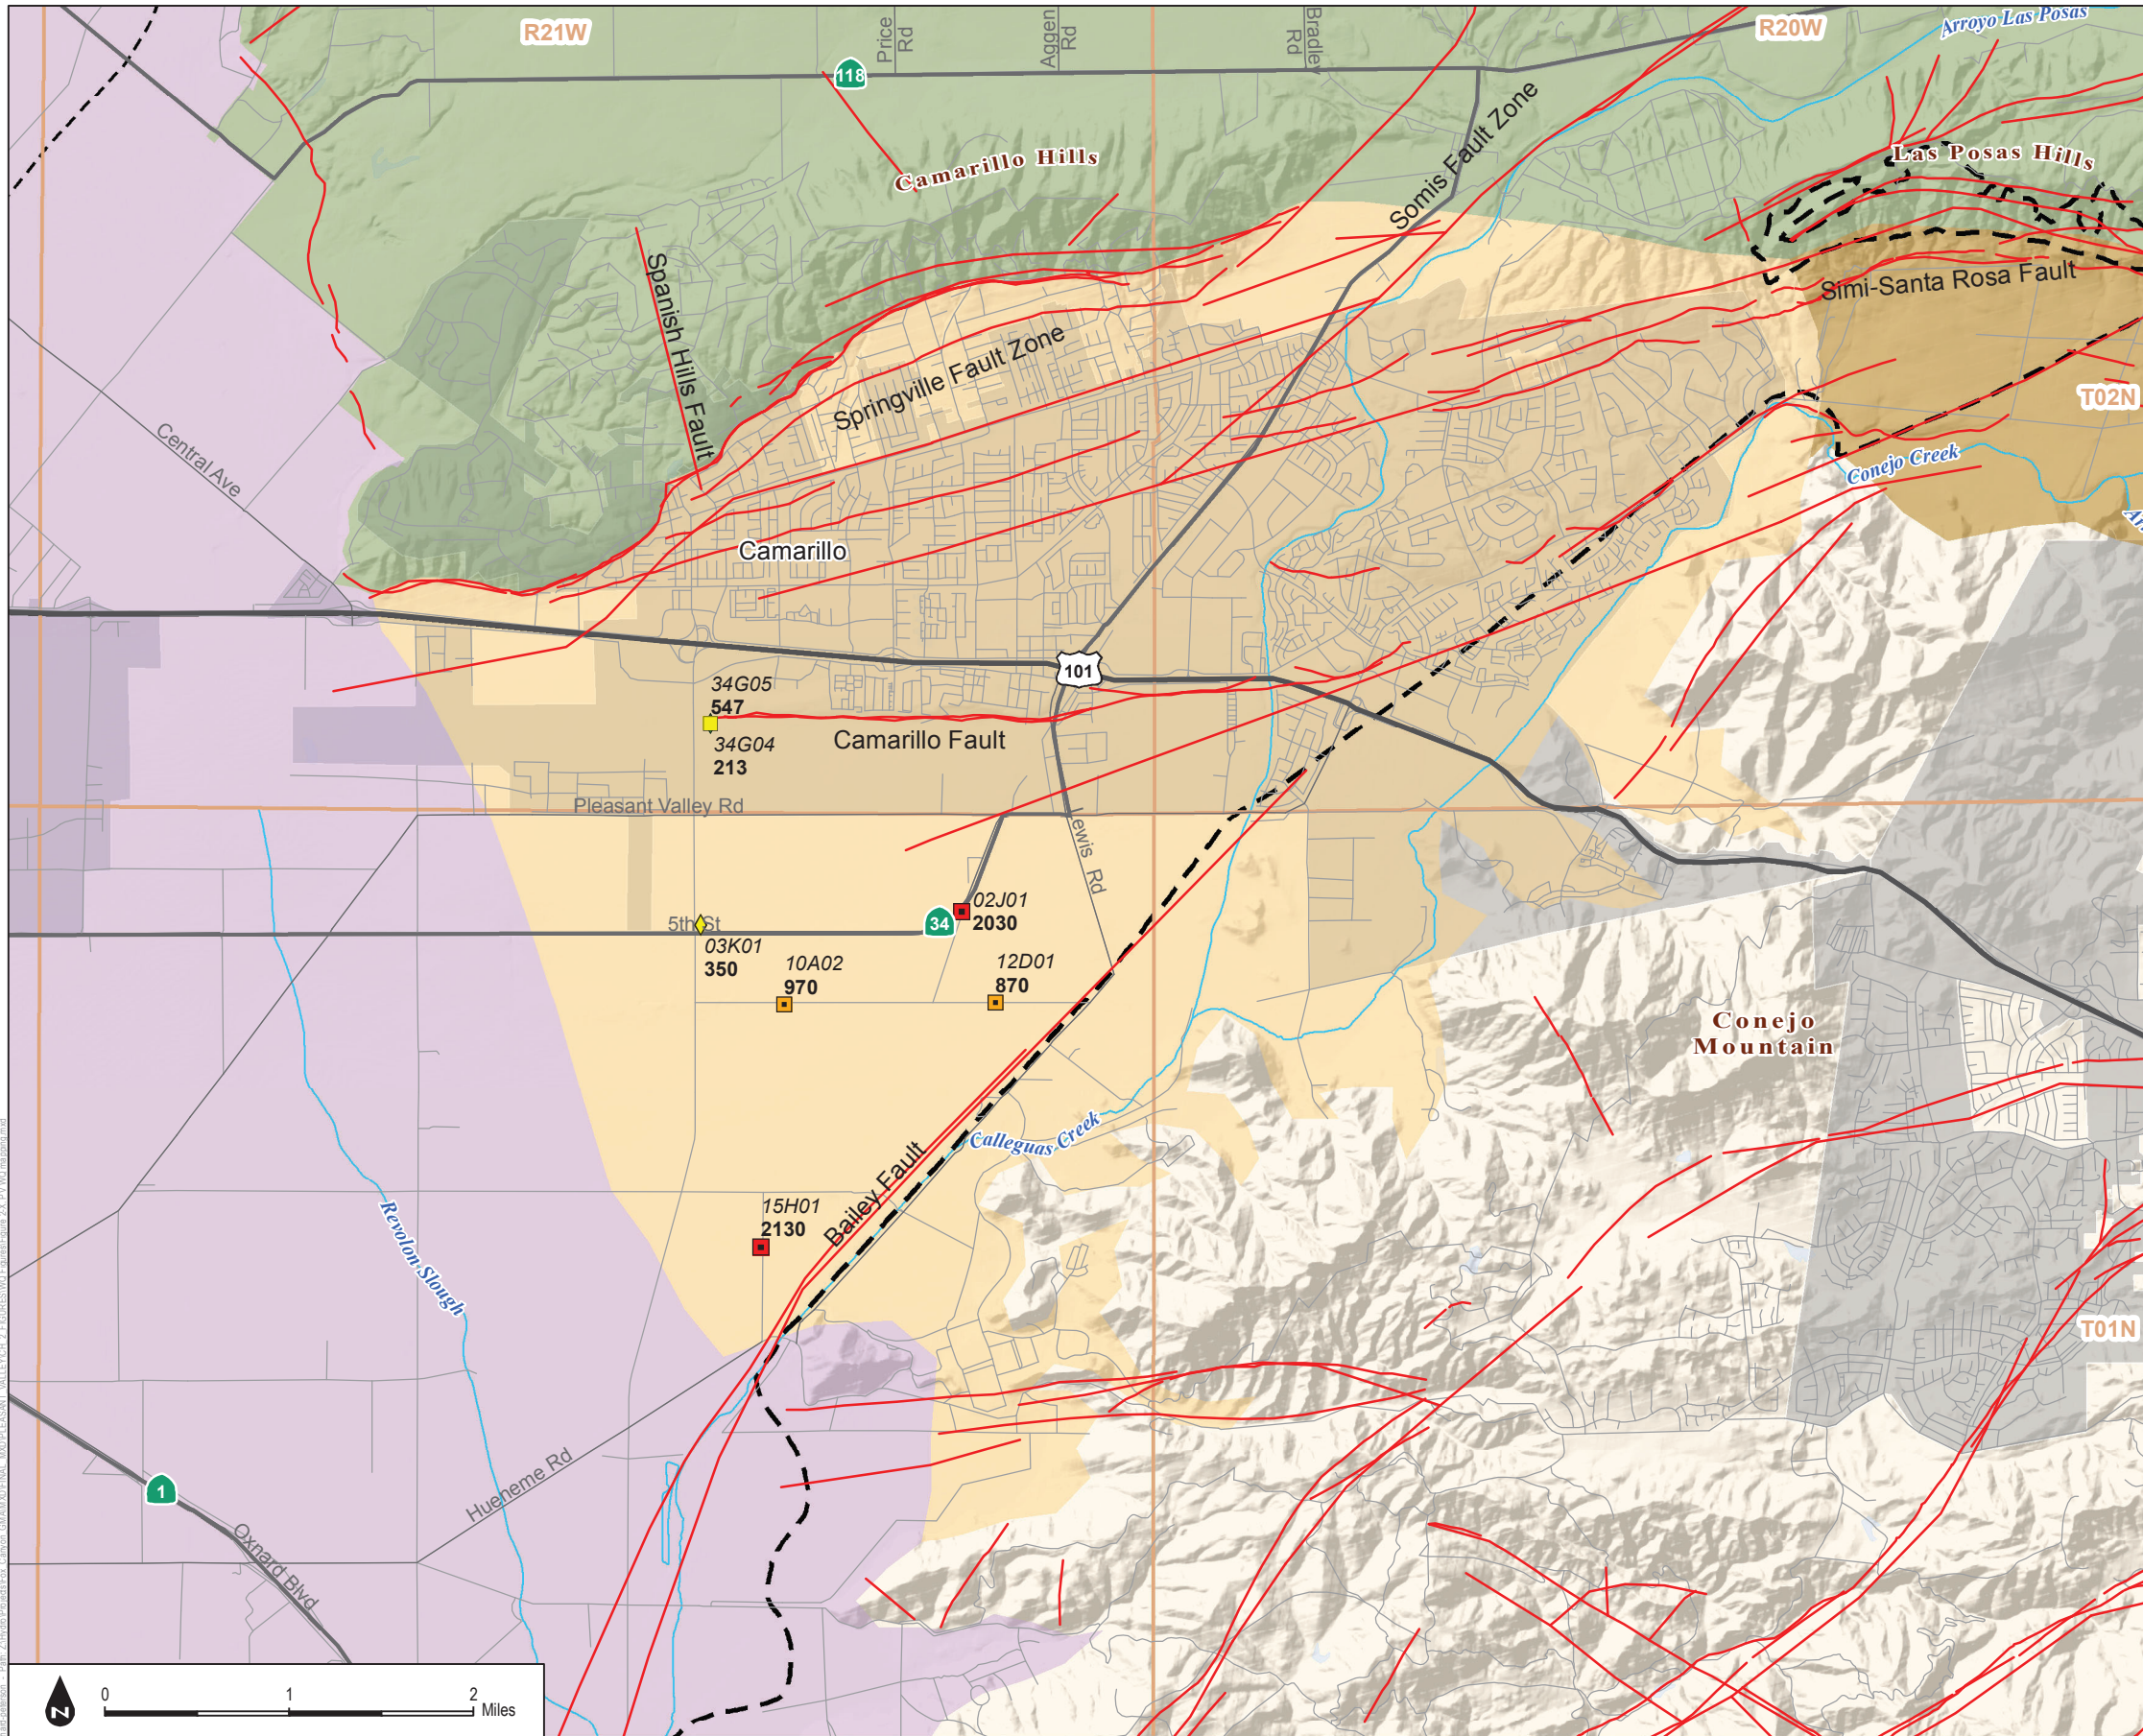 R21W
Price
Rd
Aggen
Rd
Bradley
Rd
R20W
Arroyo Las Posas
118
Camarillo Hills
Somis Fault Zone
Las Posas Hills
Spanish Hills Fault
Simi-Santa Rosa Fault
Springville Fault Zone
T02N
Central Ave
Conejo Creek
Camarillo
101
34G05
547
34G04
213
Camarillo Fault
Pleasant Valley Rd
Lewis Rd
02J01
2030
34
5th St
03K01
350
10A02
970
12D01
870
Conejo
Mountain
Calleguas Creek
Bailey Fault
15H01
2130
Revolon Slough
T01N
Hueneme Rd
1
Oxnard Blvd
N
0 1 2 Miles